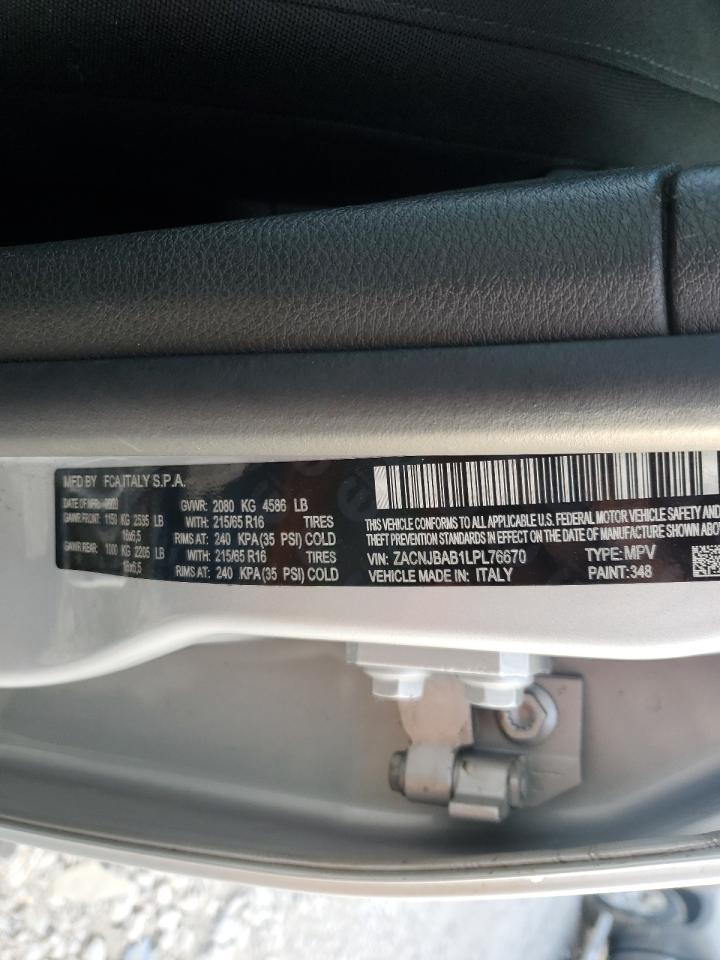 MFD BY FCA ITALY S.P.A.
DATE OF MFR: GVWR: 2080 KG 4586 LB
GAWR FRONT: 1150 KG 2535 LB WITH: 215/65 R16 TIRES
16x6,5 RIMS AT: 240 KPA (35 PSI) COLD
GAWR REAR: 1000 KG 2205 LB WITH: 215/65 R16 TIRES
16x6,5 RIMS AT: 240 KPA (35 PSI) COLD
THIS VEHICLE CONFORMS TO ALL APPLICABLE U.S. FEDERAL MOTOR VEHICLE SAFETY AND
THEFT PREVENTION STANDARDS IN EFFECT ON THE DATE OF MANUFACTURE SHOWN ABOVE
VIN: ZACNJBAB1LPL76670 TYPE: MPV
VEHICLE MADE IN: ITALY PAINT: 348